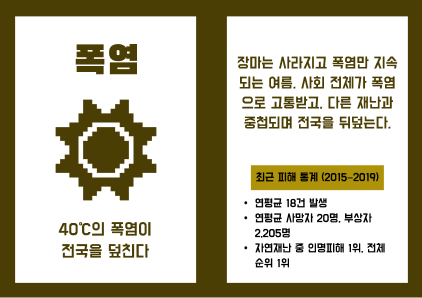 폭염
40℃의 폭염이
전국을 덮친다
장마는 사라지고 폭염만 지속
되는 여름. 사회 전체가 폭염
으로 고통받고, 다른 재난과
중첩되며 전국을 뒤덮는다.
최근 피해 통계 (2015-2019)
• 연평균 18건 발생
• 연평균 사망자 20명, 부상자
2,205명
• 자연재난 중 인명피해 1위, 전체
순위 1위